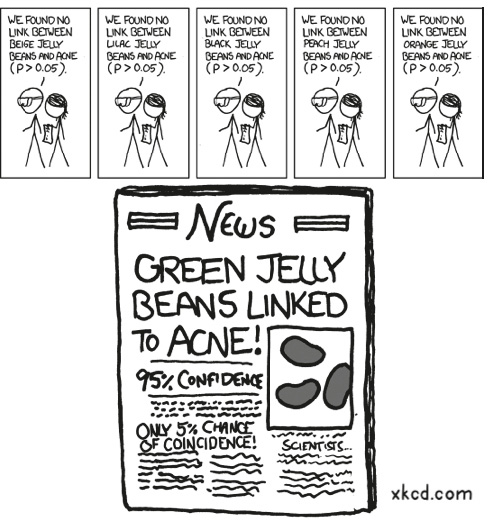 WE FOUND NO
LINK BETWEEN
BEIGE JELLY
BEANS AND ACNE
(P > 0.05).
WE FOUND NO
LINK BETWEEN
LILAC JELLY
BEANS AND ACNE
(P > 0.05).
WE FOUND NO
LINK BETWEEN
BLACK JELLY
BEANS AND ACNE
(P > 0.05).
WE FOUND NO
LINK BETWEEN
PEACH JELLY
BEANS AND ACNE
(P > 0.05).
WE FOUND NO
LINK BETWEEN
ORANGE JELLY
BEANS AND ACNE
(P > 0.05).
NEWS
GREEN JELLY
BEANS LINKED
TO ACNE!
95% CONFIDENCE
ONLY 5% CHANCE
OF COINCIDENCE!
SCIENTISTS...
xkcd.com